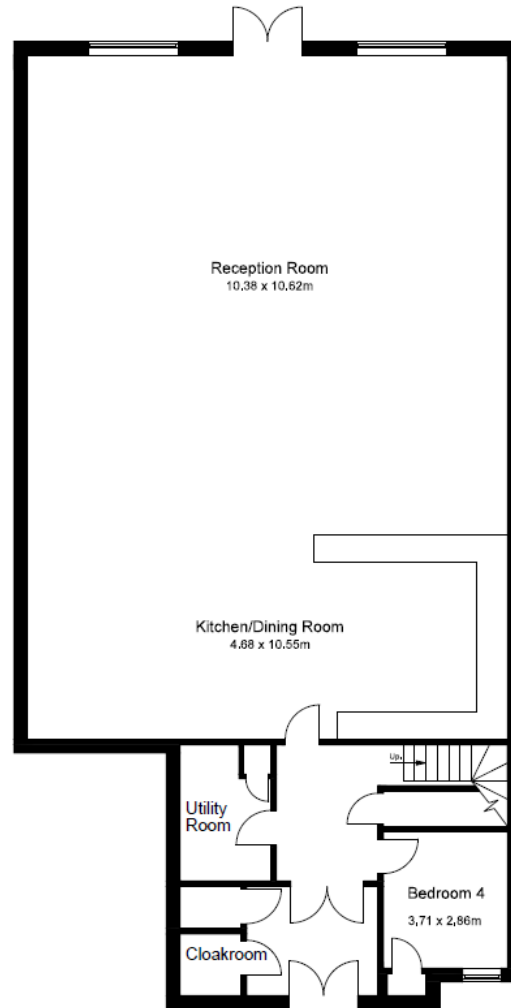 Reception Room
10.38 x 10.62m
Kitchen/Dining Room
4.68 x 10.55m
Up.
Utility
Room
Bedroom 4
3,71 x 2,86m
Cloakroom